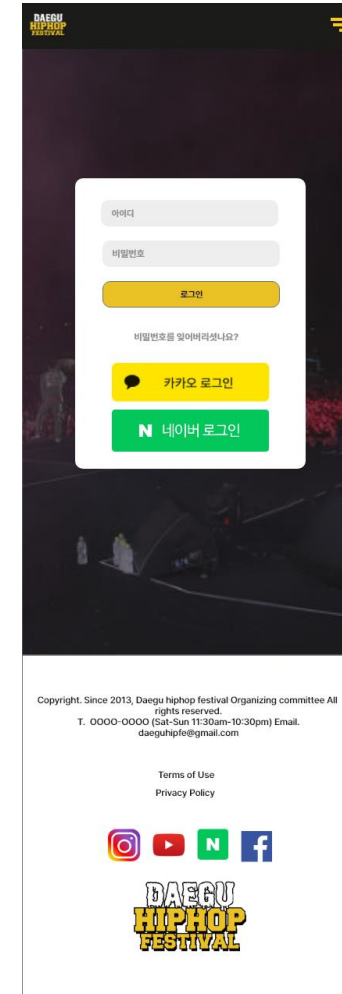 DAEGU
HIPHOP
FESTIVAL
아이디
비밀번호
로그인
비밀번호를 잊어버리셧나요?
카카오 로그인
N 네이버 로그인
Copyright. Since 2013, Daegu hiphop festival Organizing committee All
rights reserved.
T. OOOO-OOOO (Sat-Sun 11:30am-10:30pm) Email.
daeguhipfe@gmail.com
Terms of Use
Privacy Policy
N
DAEGU
HIPHOP
FESTIVAL